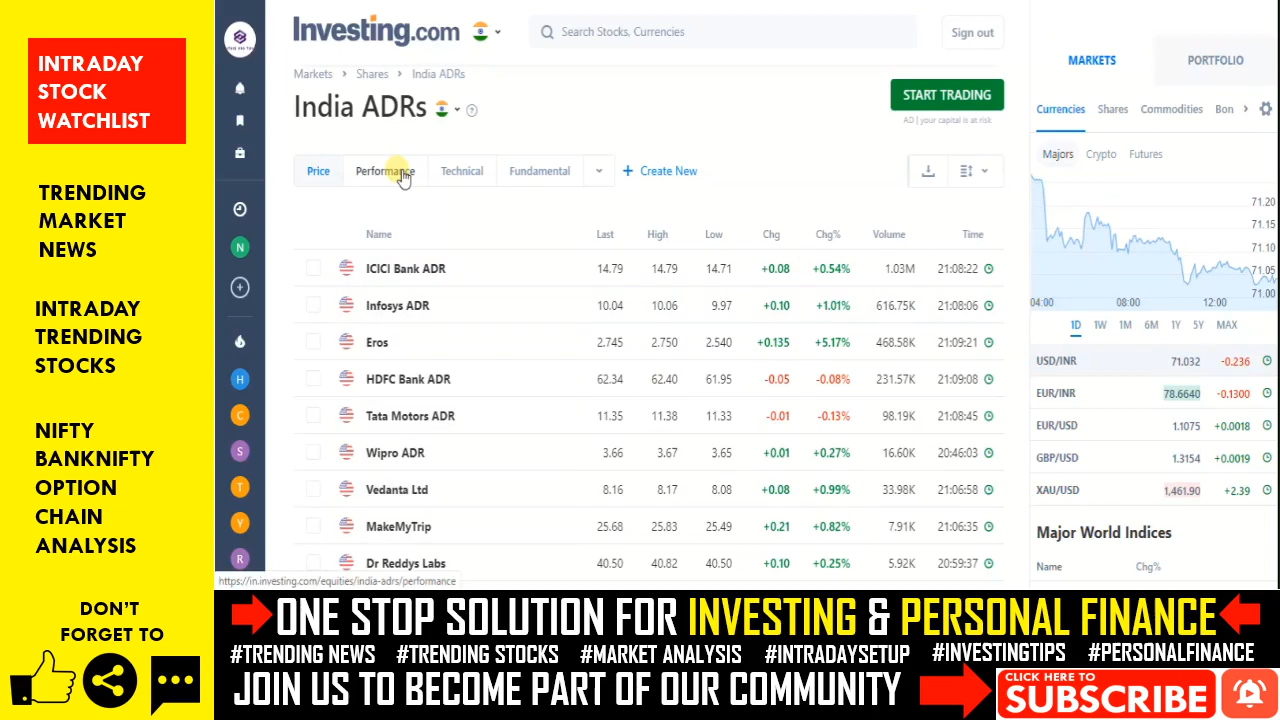 INTRADAY
STOCK
WATCHLIST
TRENDING
MARKET
NEWS
INTRADAY
TRENDING
STOCKS
NIFTY
BANKNIFTY
OPTION
CHAIN
ANALYSIS
DON'T
FORGET TO
Investing.com
Search Stocks, Currencies
Sign out
Markets > Shares > India ADRs
India ADRs
START TRADING
AD | your capital is at risk
Price Performance Technical Fundamental + Create New
Name Last High Low Chg Chg% Volume Time
ICICI Bank ADR 14.79 14.79 14.71 +0.08 +0.54% 1.03M 21:08:22
Infosys ADR 10.04 10.06 9.97 +0.10 +1.01% 616.75K 21:08:06
Eros 2.745 2.750 2.540 +0.135 +5.17% 468.58K 21:09:21
HDFC Bank ADR 62.34 62.40 61.95 -0.05 -0.08% 231.57K 21:09:08
Tata Motors ADR 11.35 11.38 11.33 -0.01 -0.13% 98.19K 21:08:45
Wipro ADR 3.66 3.67 3.65 +0.01 +0.27% 16.60K 20:46:03
Vedanta Ltd 8.16 8.17 8.08 +0.08 +0.99% 33.98K 21:06:58
MakeMyTrip 25.68 25.83 25.49 +0.21 +0.82% 7.91K 21:06:35
Dr Reddys Labs 40.50 40.82 40.50 +0.10 +0.25% 5.92K 20:59:37
N
H
C
S
T
Y
R
https://in.investing.com/equities/india-adrs/performance
MARKETS PORTFOLIO
Currencies Shares Commodities Bon >
Majors Crypto Futures
71.20
71.15
71.10
71.05
71.00
04:00 08:00 12:00
1D 1W 1M 6M 1Y 5Y MAX
USD/INR 71.032 -0.236
EUR/INR 78.6640 -0.1300
EUR/USD 1.1075 +0.0018
GBP/USD 1.3154 +0.0019
XAU/USD 1,461.90 +2.39
Major World Indices
Name Chg%
ONE STOP SOLUTION FOR INVESTING & PERSONAL FINANCE
#TRENDING NEWS #TRENDING STOCKS #MARKET ANALYSIS #INTRADAYSETUP #INVESTINGTIPS #PERSONALFINANCE
JOIN US TO BECOME PART OF OUR COMMUNITY
CLICK HERE TO
SUBSCRIBE